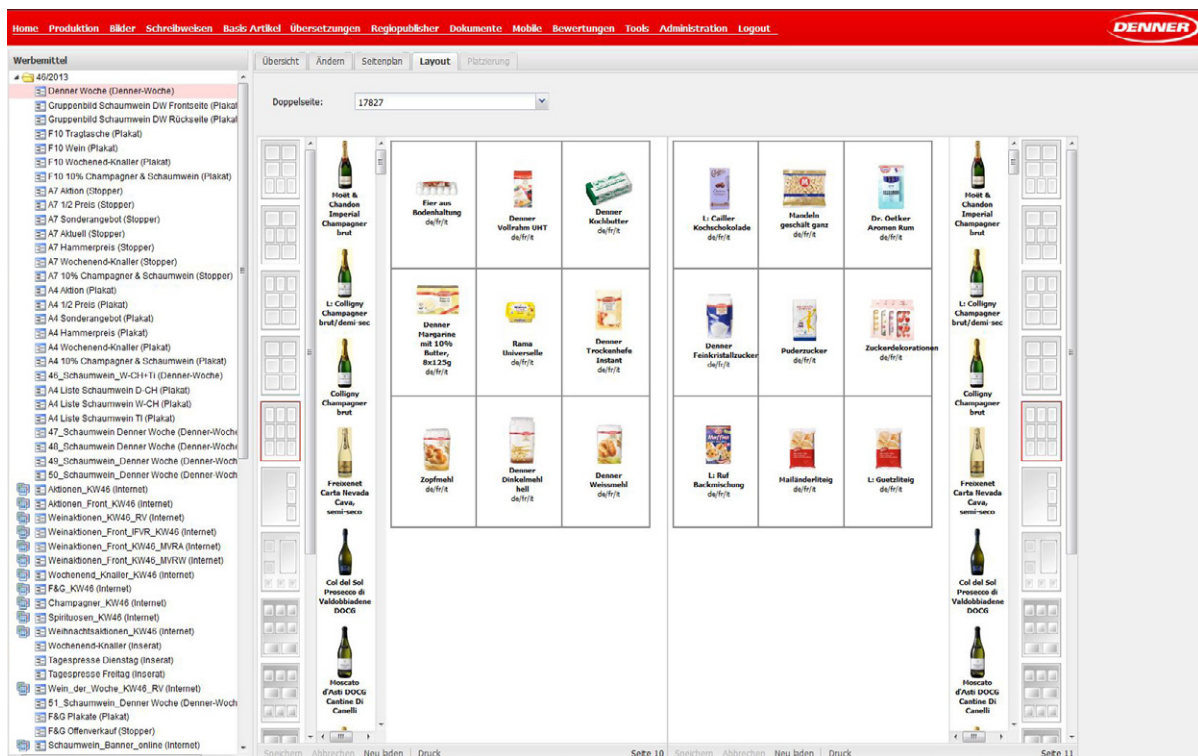 Home Produktion Bilder Schreibweisen Basis Artikel Übersetzungen Regiopublisher Dokumente Mobile Bewertungen Tools Administration Logout
DENNER
Werbemittel
46/2013
Denner Woche (Denner-Woche)
Gruppenbild Schaumwein DW Frontseite (Plakat
Gruppenbild Schaumwein DW Rückseite (Plakat
F10 Tragtasche (Plakat)
F10 Wein (Plakat)
F10 Wochened-Knaller (Plakat)
F10 10% Champagner & Schaumwein (Plakat)
A7 Aktion (Stopper)
A7 1/2 Preis (Stopper)
A7 Sonderangebot (Stopper)
A7 Aktuell (Stopper)
A7 Hammerpreis (Stopper)
A7 Wochenend-Knaller (Stopper)
A7 10% Champagner & Schaumwein (Stopper)
A4 Aktion (Plakat)
A4 1/2 Preis (Plakat)
A4 Sonderangebot (Plakat)
A4 Hammerpreis (Plakat)
A4 Wochenend-Knaller (Plakat)
A4 10% Champagner & Schaumwein (Plakat)
46_Schaumwein_W-CH+Ti (Denner-Woche)
A4 Liste Schaumwein D-CH (Plakat)
A4 Liste Schaumwein W-CH (Plakat)
A4 Liste Schaumwein TI (Plakat)
47_Schaumwein Denner Woche (Denner-Woche
48_Schaumwein Denner Woche (Denner-Woche
49_Schaumwein_Denner Woche (Denner-Woch
50_Schaumwein_Denner Woche (Denner-Woch
Aktionen_KW46 (Internet)
Aktionen_Front_KW46 (Internet)
Weinaktionen_KW46_RV (Internet)
Weinaktionen_Front_IFVR_KW46 (Internet)
Weinaktionen_Front_KW46_MVRA (Internet)
Weinaktionen_Front_KW46_MVRW (Internet)
Wochenend_Knaller_KW46 (Internet)
F&G_KW46 (Internet)
Champagner_KW46 (Internet)
Spirituosen_KW46 (Internet)
Weihnachtsaktionen_KW46 (Internet)
Wochenend-Knaller (Inserat)
Tagespresse Dienstag (Inserat)
Tagespresse Freitag (Inserat)
Wein_der_Woche_KW46_RV (Internet)
51_Schaumwein_Denner Woche (Denner-Woch
F&G Plakate (Plakat)
F&G Offenverkauf (Stopper)
Schaumwein_Banner_online (Internet)
Übersicht Ändern Seitenplan Layout Platzierung
Doppelseite: 17827
Moët &
Chandon
Imperial
Champagner
brut
L: Colligny
Champagner
brut/demi-sec
Colligny
Champagner
brut
Freixenet
Carta Nevada
Cava,
semi-seco
Col del Sol
Prosecco di
Valdobbiadene
DOCG
Moscato
d'Asti DOCG
Cantine Di
Canelli
Eier aus
Bodenhaltung
de/fr/it
Denner
Vollrahm UHT
de/fr/it
Denner
Kochbutter
de/fr/it
Denner
Margarine
mit 10%
Butter,
8x125g
de/fr/it
Rama
Universelle
de/fr/it
Denner
Trockenhefe
Instant
de/fr/it
Zopfmehl
de/fr/it
Denner
Dinkelmehl
hell
de/fr/it
Denner
Weissmehl
de/fr/it
L: Cailler
Kochschokolade
de/fr/it
Mandeln
geschält ganz
de/fr/it
Dr. Oetker
Aromen Rum
de/fr/it
Denner
Feinkristallzucker
de/fr/it
Puderzucker
de/fr/it
Zuckerdekorationen
de/fr/it
Muffins
L: Ruf
Backmischung
de/fr/it
Mailänderliteig
de/fr/it
L: Guetzliteig
de/fr/it
Moët &
Chandon
Imperial
Champagner
brut
L: Colligny
Champagner
brut/demi-sec
Colligny
Champagner
brut
Freixenet
Carta Nevada
Cava,
semi-seco
Col del Sol
Prosecco di
Valdobbiadene
DOCG
Moscato
d'Asti DOCG
Cantine Di
Canelli
Speichern Abbrechen Neu laden Druck Seite 10
Speichern Abbrechen Neu laden Druck Seite 11